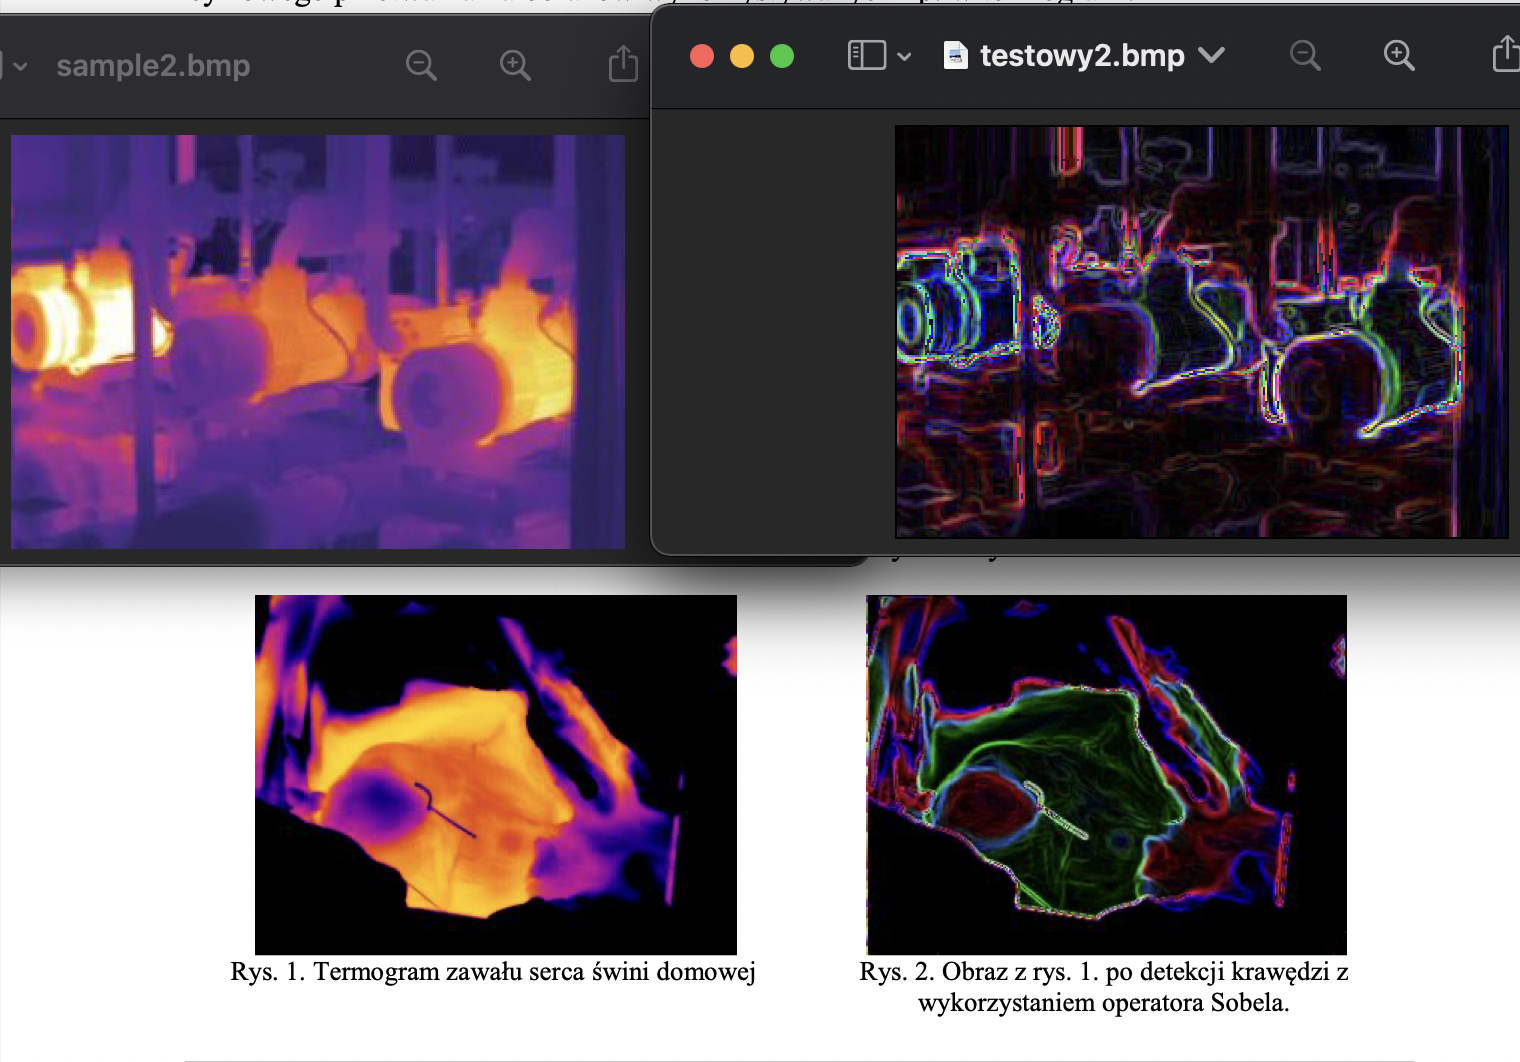 sample2.bmp
testowy2.bmp
Rys. 1. Termogram zawału serca świni domowej
Rys. 2. Obraz z rys. 1. po detekcji krawędzi z
wykorzystaniem operatora Sobela.